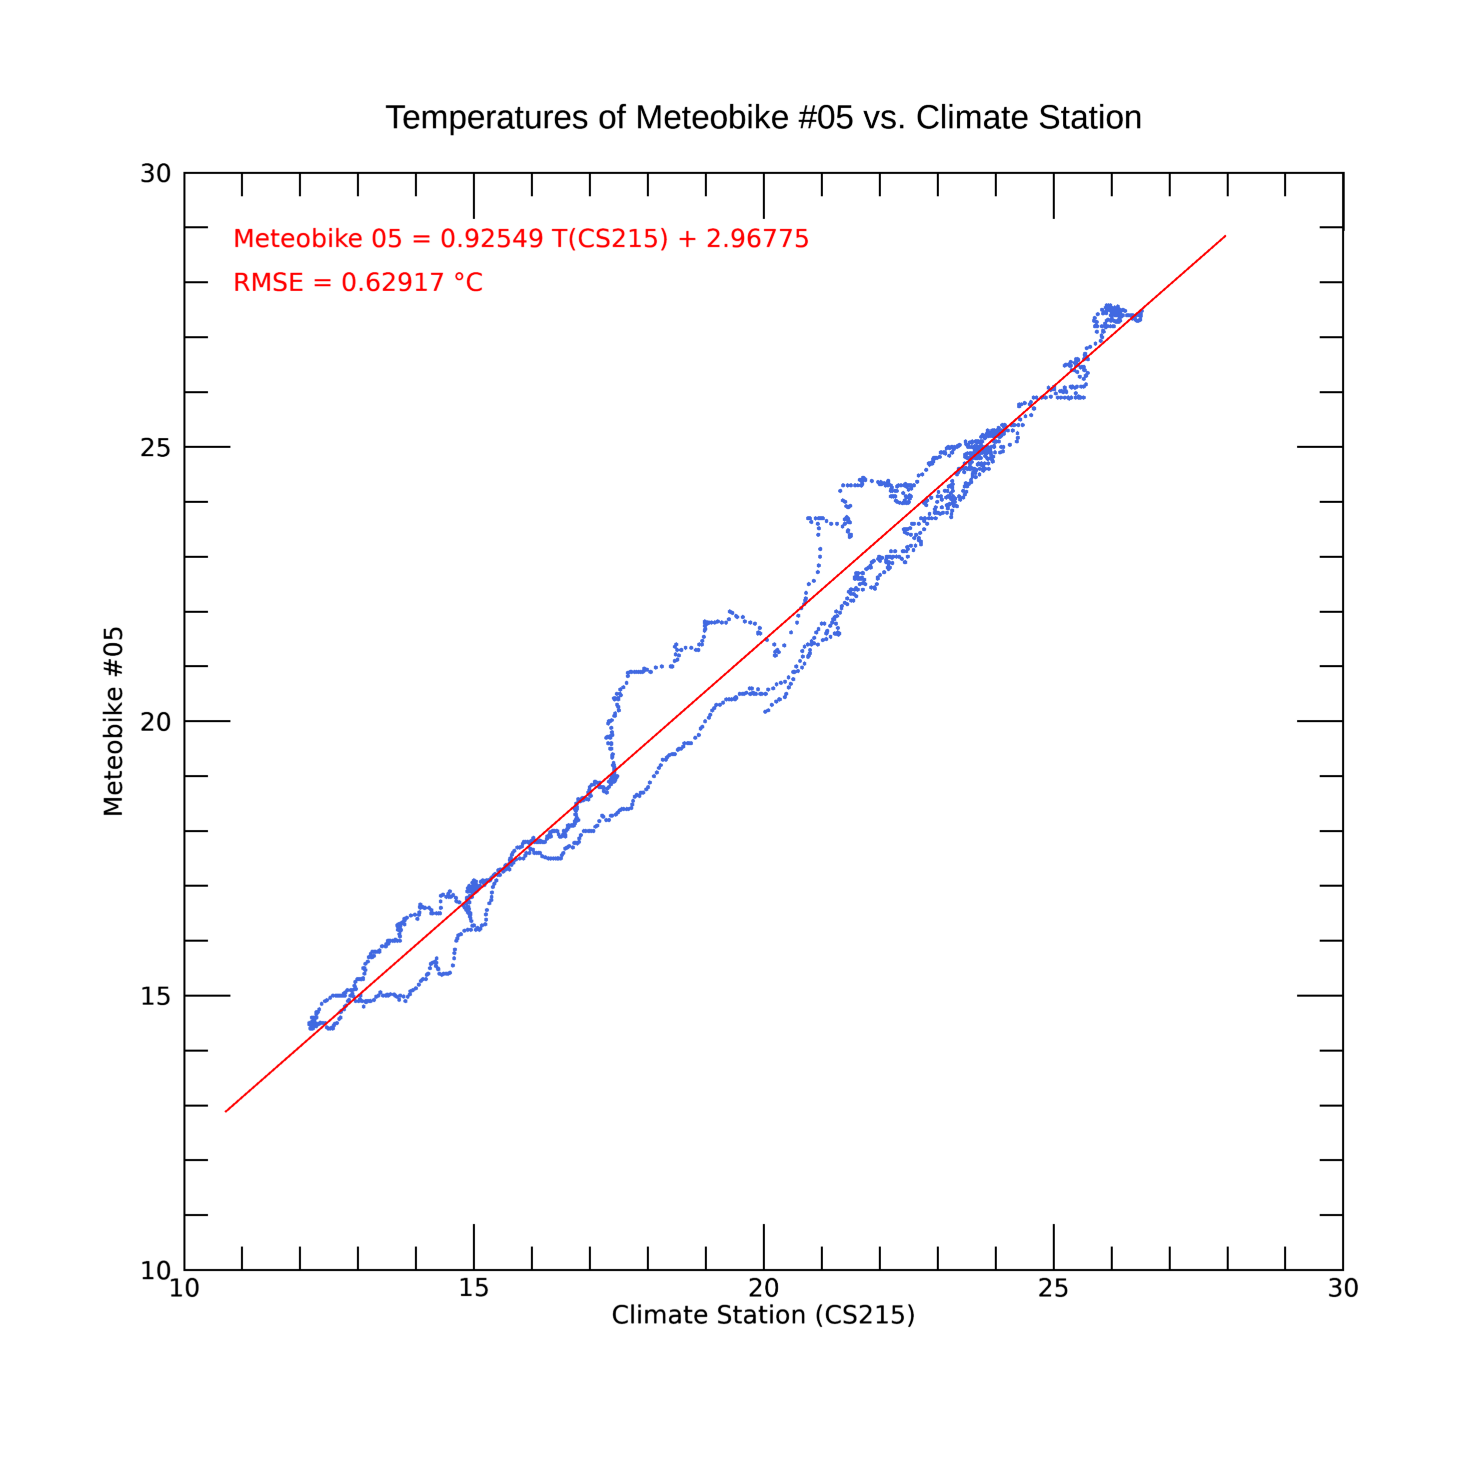 Temperatures of Meteobike #05 vs. Climate Station
30
Meteobike 05 = 0.92549 T(CS215) + 2.96775
RMSE = 0.62917 °C
25
20
Meteobike #05
15
10
10 15 20 25 30
Climate Station (CS215)